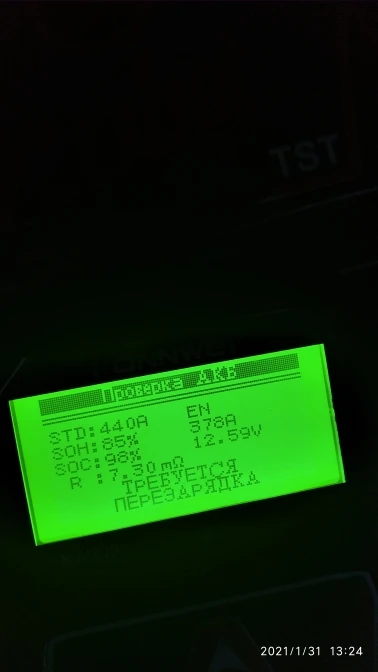 TST
Проверка АКБ
STD:440A EN
SOH:85% 378A
SOC:98% 12.59V
R :7.30mΩ
ТРЕБУЕТСЯ
ПЕРЕЗАРЯДКА
2021/1/31 13:24